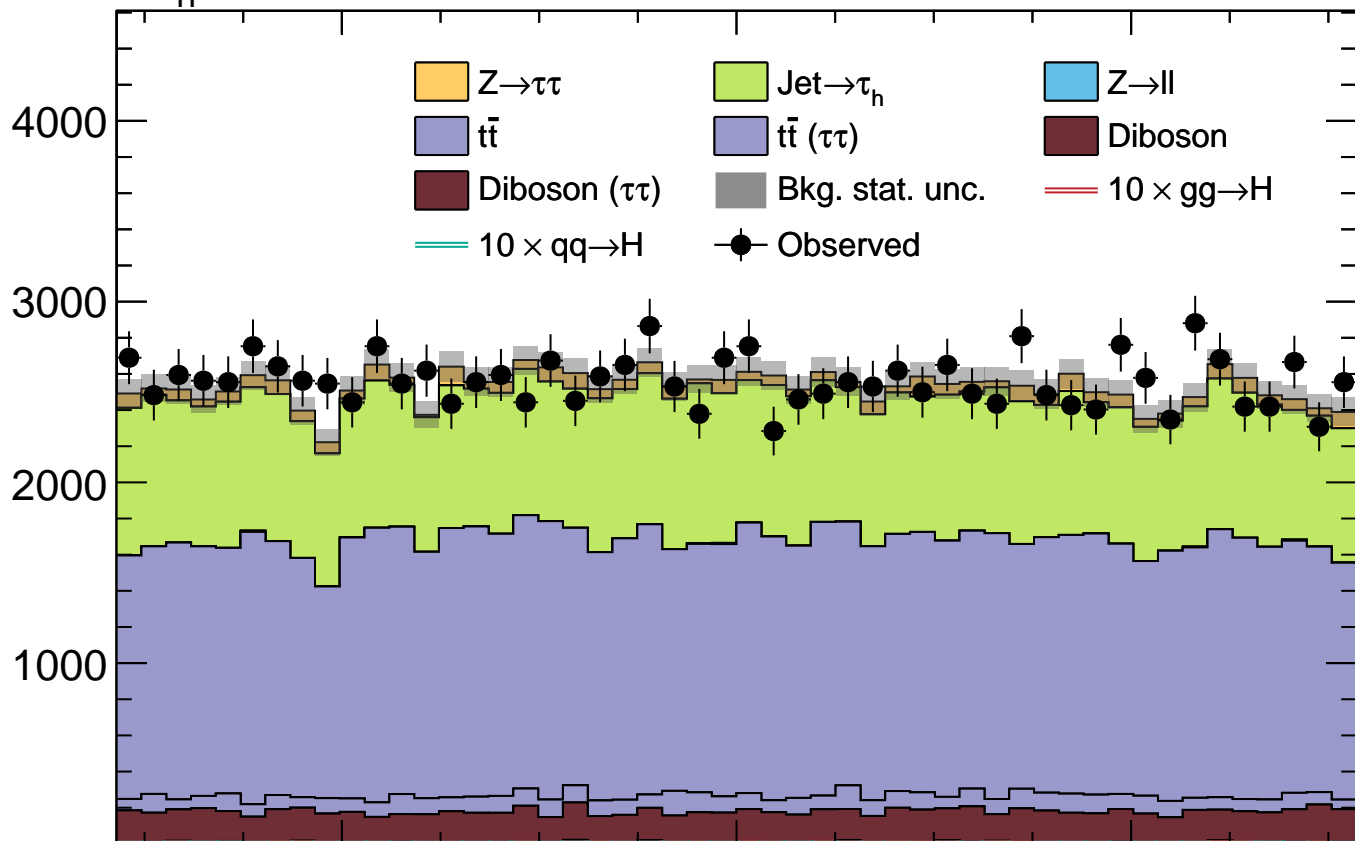 Z→ττ Jet→τₕ Z→ll
4000
tt̄ tt̄ (ττ) Diboson
Diboson (ττ) Bkg. stat. unc. 10 × gg→H
10 × qq→H Observed
3000
2000
1000